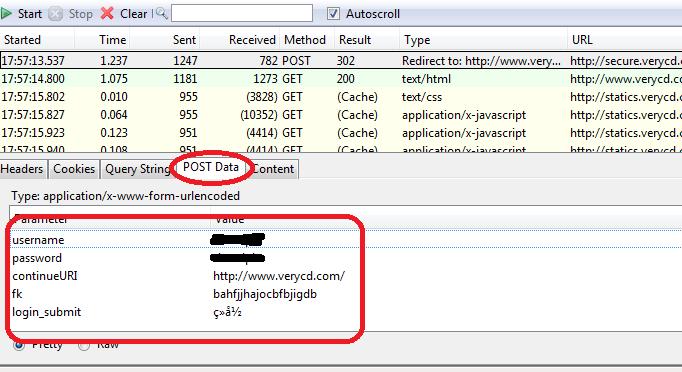 Start Stop Clear Autoscroll
Started Time Sent Received Method Result Type URL
17:57:13.537 1.237 1247 782 POST 302 Redirect to: http://www.very... http://secure.verycd.c
17:57:14.800 1.075 1181 1273 GET 200 text/html http://www.verycd.co
17:57:15.802 0.010 955 (3828) GET (Cache) text/css http://statics.verycd.c
17:57:15.827 0.064 955 (10352) GET (Cache) application/x-javascript http://statics.verycd.c
17:57:15.923 0.123 951 (4414) GET (Cache) application/x-javascript http://statics.verycd.c
17:57:15.940 0.108 951 (4414) GET (Cache) application/x-javascript http://statics.verycd.c
Headers Cookies Query String POST Data Content
Type: application/x-www-form-urlencoded
Parameter Value
username
password
continueURI http://www.verycd.com/
fk bahfjjhajocbfbjigdb
login_submit ç»å½
Pretty Raw